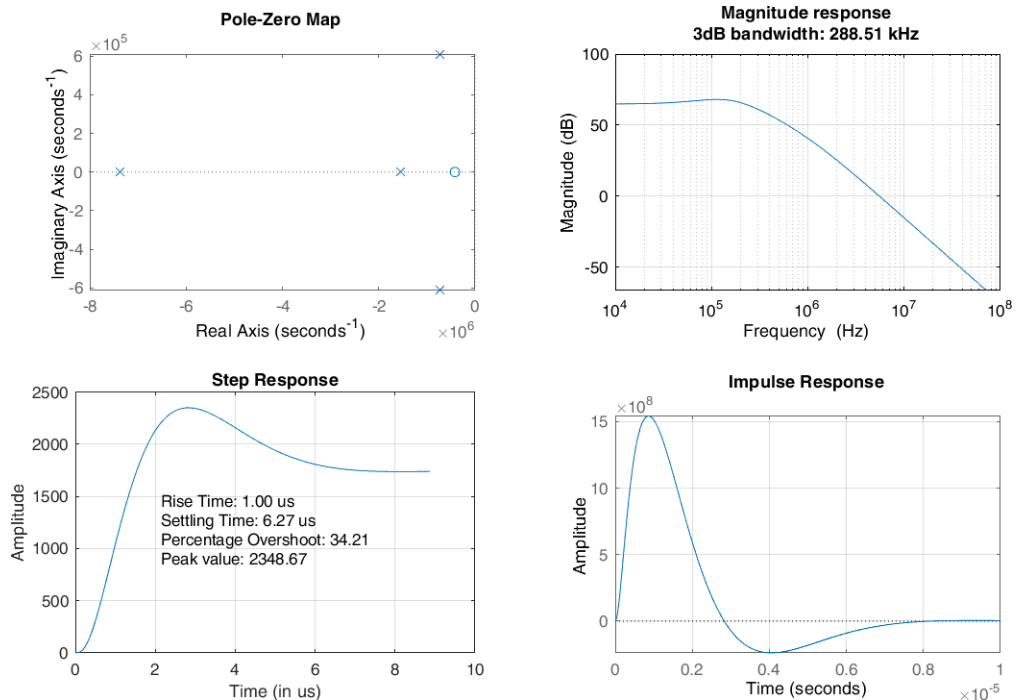 Pole-Zero Map
×10^5
6
4
2
0
-2
-4
-6
Imaginary Axis (seconds^-1)
-8
-6
-4
-2
0
Real Axis (seconds^-1)
×10^6
Magnitude response
3dB bandwidth: 288.51 kHz
100
50
0
-50
Magnitude (dB)
10^4
10^5
10^6
10^7
10^8
Frequency (Hz)
Step Response
2500
2000
1500
1000
500
0
Amplitude
Rise Time: 1.00 us
Settling Time: 6.27 us
Percentage Overshoot: 34.21
Peak value: 2348.67
0
2
4
6
8
10
Time (in us)
Impulse Response
×10^8
15
10
5
0
Amplitude
0
0.2
0.4
0.6
0.8
1
Time (seconds)
×10^-5